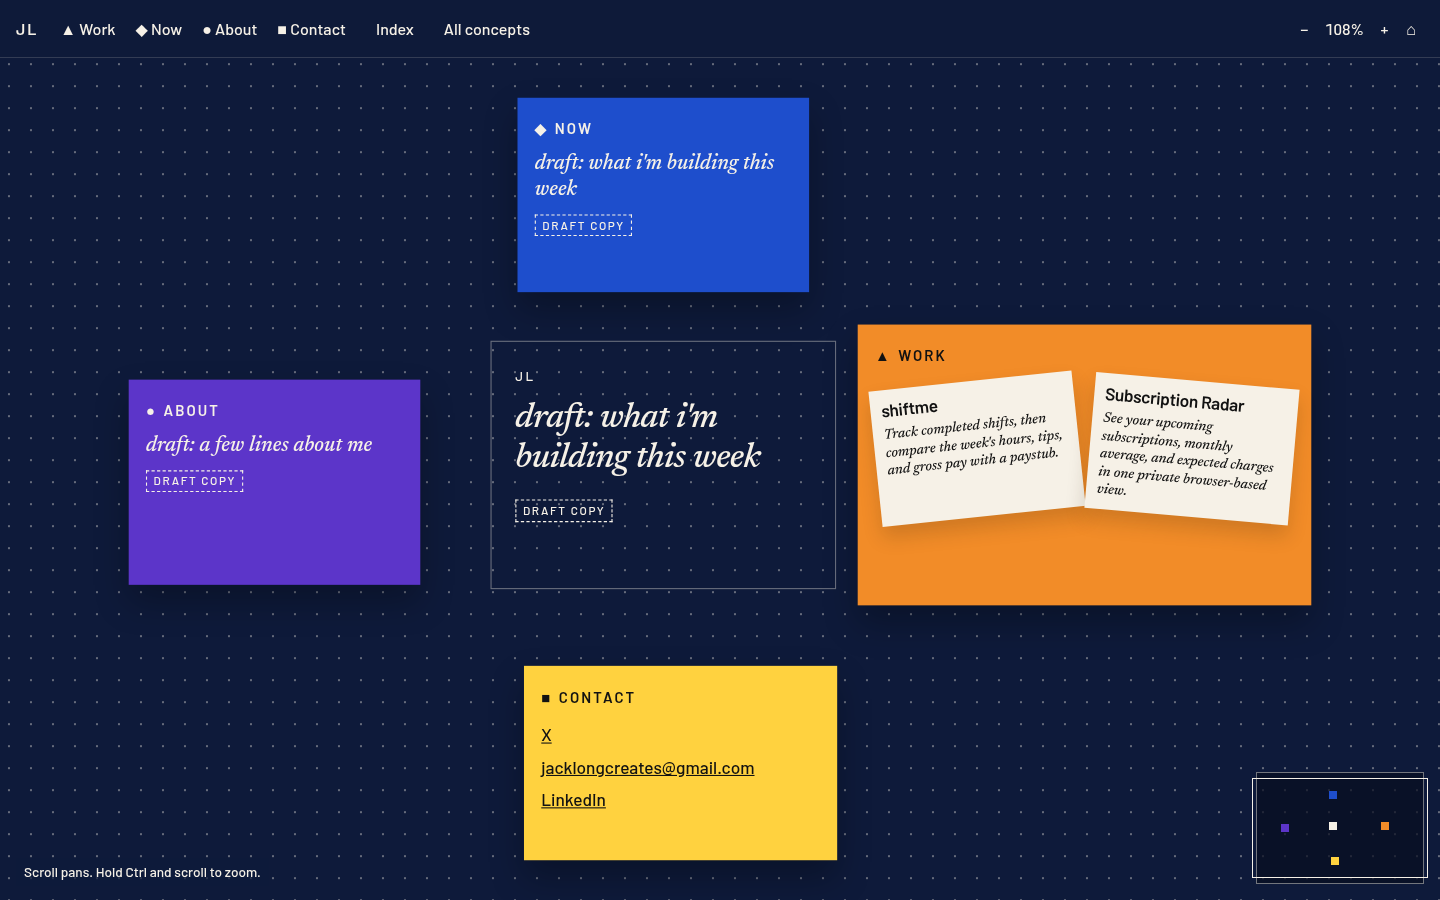 JL ▲ Work ◆ Now ● About ■ Contact Index All concepts − 108% + ⌂
◆ NOW
draft: what i'm building this
week
DRAFT COPY
● ABOUT
draft: a few lines about me
DRAFT COPY
JL
draft: what i'm
building this week
DRAFT COPY
▲ WORK
shiftme
Track completed shifts, then
compare the week's hours, tips,
and gross pay with a paystub.
Subscription Radar
See your upcoming
subscriptions, monthly
average, and expected charges
in one private browser-based
view.
■ CONTACT
X
jacklongcreates@gmail.com
LinkedIn
Scroll pans. Hold Ctrl and scroll to zoom.